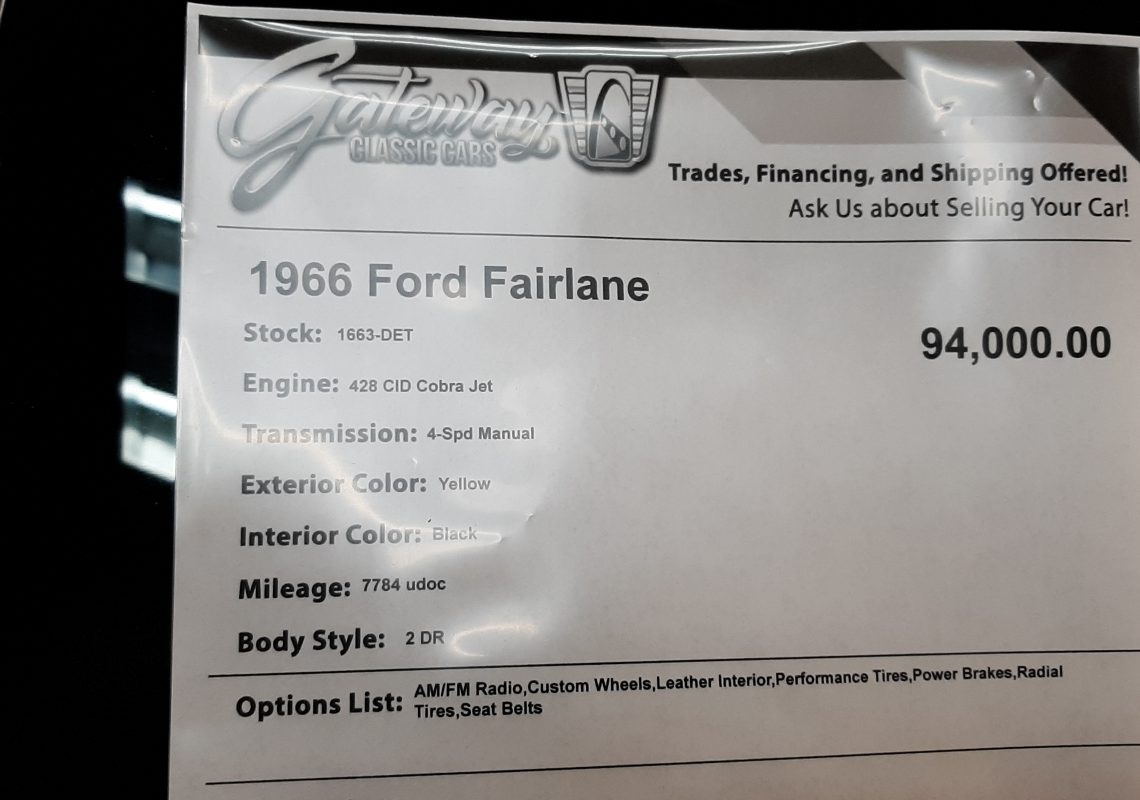 Gateway
CLASSIC CARS
Trades, Financing, and Shipping Offered!
Ask Us about Selling Your Car!
1966 Ford Fairlane
94,000.00
Stock: 1663-DET
Engine: 428 CID Cobra Jet
Transmission: 4-Spd Manual
Exterior Color: Yellow
Interior Color: Black
Mileage: 7784 udoc
Body Style: 2 DR
Options List: AM/FM Radio,Custom Wheels,Leather Interior,Performance Tires,Power Brakes,Radial
Tires,Seat Belts